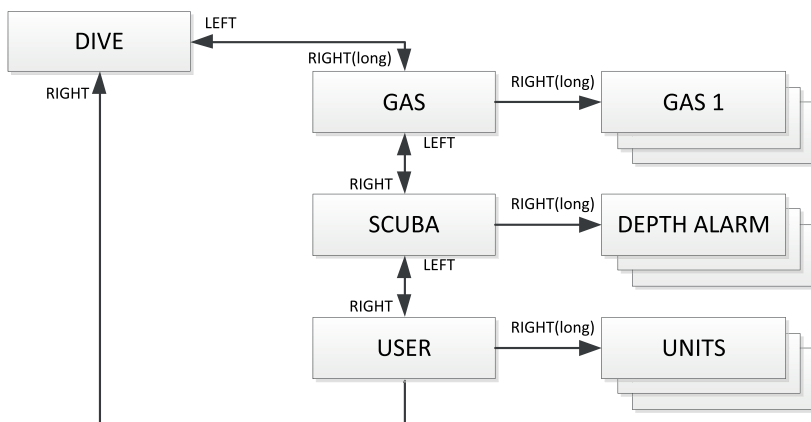 LEFT
DIVE
RIGHT(long)
RIGHT
GAS
RIGHT(long)
GAS 1
LEFT
RIGHT
SCUBA
RIGHT(long)
DEPTH ALARM
LEFT
RIGHT
USER
RIGHT(long)
UNITS